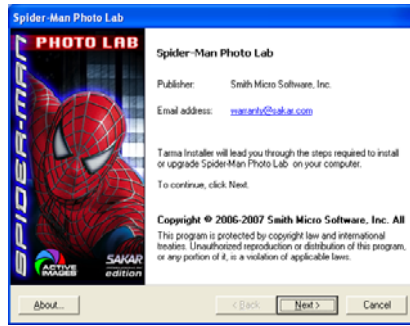 Spider-Man Photo Lab
PHOTO LAB
SPIDER-MAN
Spider-Man Photo Lab
Publisher: Smith Micro Software, Inc.
Email address: warranty@sakar.com
Tarma Installer will lead you through the steps required to install
or upgrade Spider-Man Photo Lab on your computer.
To continue, click Next.
Copyright © 2006-2007 Smith Micro Software, Inc. All
This program is protected by copyright law and international
treaties. Unauthorized reproduction or distribution of this program,
or any portion of it, is a violation of applicable laws.
ACTIVE
IMAGES
SAKAR
edition
About...
< Back
Next >
Cancel